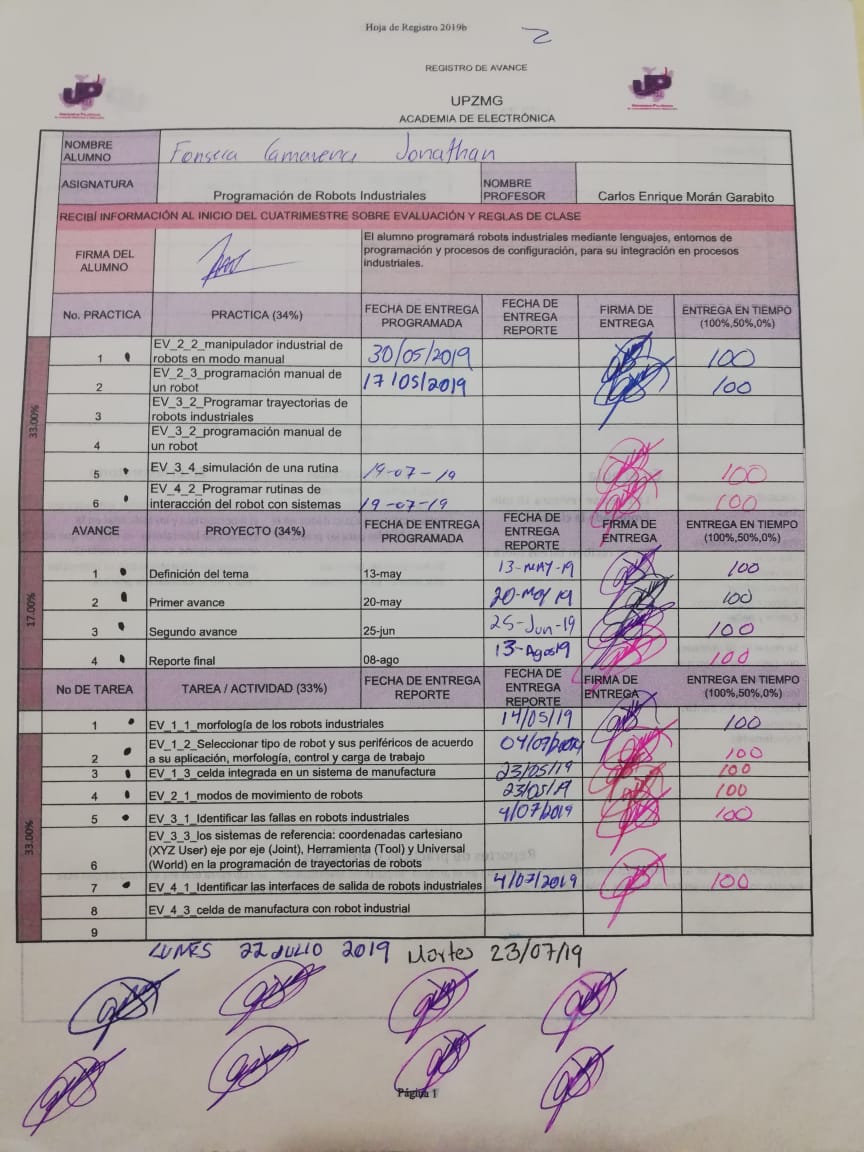 Hoja de Registro 2019b
2
REGISTRO DE AVANCE
UPZMG
ACADEMIA DE ELECTRÓNICA
NOMBRE ALUMNO Fonseca Camarena Jonathan
ASIGNATURA Programación de Robots Industriales NOMBRE PROFESOR Carlos Enrique Morán Garabito
RECIBÍ INFORMACIÓN AL INICIO DEL CUATRIMESTRE SOBRE EVALUACIÓN Y REGLAS DE CLASE
FIRMA DEL ALUMNO
El alumno programará robots industriales mediante lenguajes, entornos de
programación y procesos de configuración, para su integración en procesos
industriales.
No. PRACTICA PRACTICA (34%) FECHA DE ENTREGA PROGRAMADA FECHA DE ENTREGA REPORTE FIRMA DE ENTREGA ENTREGA EN TIEMPO (100%,50%,0%)
33.00%
1 EV_2_2_manipulador industrial de robots en modo manual 30/05/2019 100
2 EV_2_3_programación manual de un robot 17/05/2019 100
3 EV_3_2_Programar trayectorias de robots industriales
4 EV_3_2_programación manual de un robot
5 EV_3_4_simulación de una rutina 19-07-19 100
6 EV_4_2_Programar rutinas de interacción del robot con sistemas 19-07-19 100
AVANCE PROYECTO (34%) FECHA DE ENTREGA PROGRAMADA FECHA DE ENTREGA REPORTE FIRMA DE ENTREGA ENTREGA EN TIEMPO (100%,50%,0%)
17.00%
1 Definición del tema 13-may 13-MAY-19 100
2 Primer avance 20-may 20-May 19 100
3 Segundo avance 25-jun 25-Jun-19 100
4 Reporte final 08-ago 13-Ago19 100
No DE TAREA TAREA / ACTIVIDAD (33%) FECHA DE ENTREGA REPORTE FECHA DE ENTREGA REPORTE FIRMA DE ENTREGA ENTREGA EN TIEMPO (100%,50%,0%)
33.00%
1 EV_1_1_morfología de los robots industriales 14/05/19 100
2 EV_1_2_Seleccionar tipo de robot y sus periféricos de acuerdo a su aplicación, morfología, control y carga de trabajo 04/07/2019 100
3 EV_1_3_celda integrada en un sistema de manufactura 23/05/19 100
4 EV_2_1_modos de movimiento de robots 23/05/19 100
5 EV_3_1_Identificar las fallas en robots industriales 4/07/2019 100
6 EV_3_3_los sistemas de referencia: coordenadas cartesiano (XYZ User) eje por eje (Joint), Herramienta (Tool) y Universal (World) en la programación de trayectorias de robots
7 EV_4_1_Identificar las interfaces de salida de robots industriales 4/07/2019 100
8 EV_4_3_celda de manufactura con robot industrial
9
LUNES 22 JULIO 2019 Martes 23/07/19
Página 1